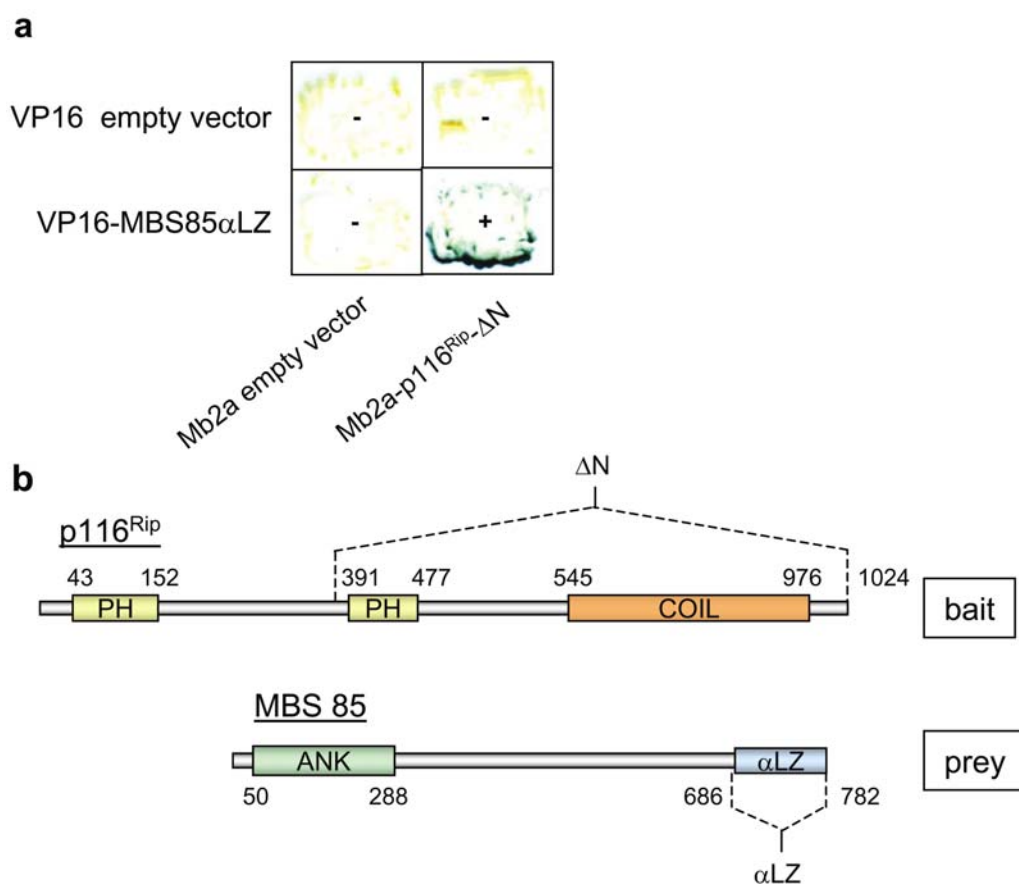 a
VP16 empty vector
- -
VP16-MBS85αLZ
- +
Mb2a empty vector
Mb2a-p116Rip-ΔN
b
ΔN
p116Rip
43 152 391 477 545 976 1024
PH PH COIL
bait
MBS 85
ANK αLZ
prey
50 288 686 782
αLZ